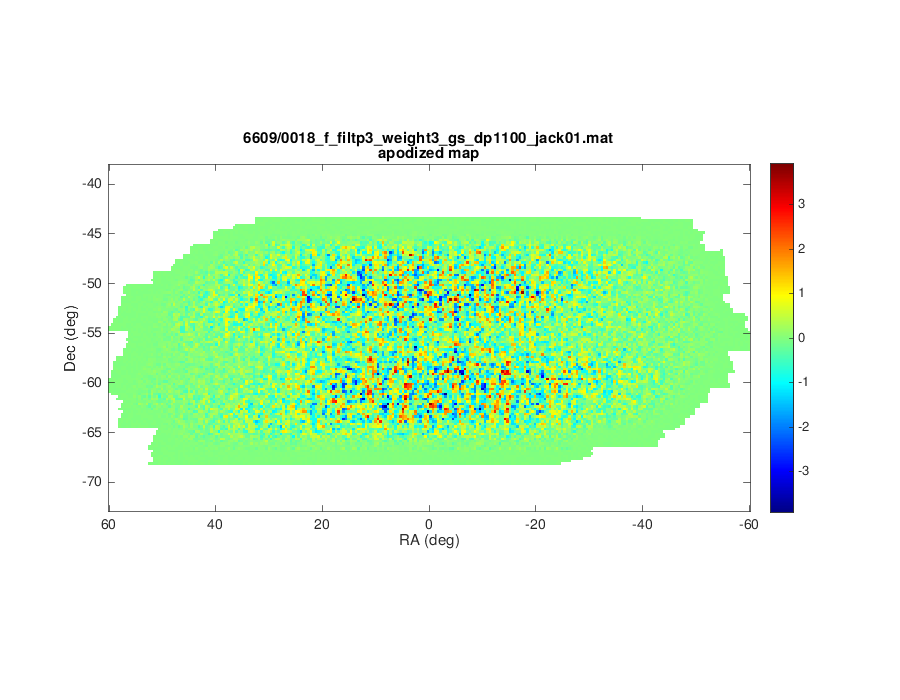 6609/0018_f_filtp3_weight3_gs_dp1100_jack01.mat
apodized map
-40
-45
-50
-55
-60
-65
-70
Dec (deg)
60 40 20 0 -20 -40 -60
RA (deg)
3
2
1
0
-1
-2
-3